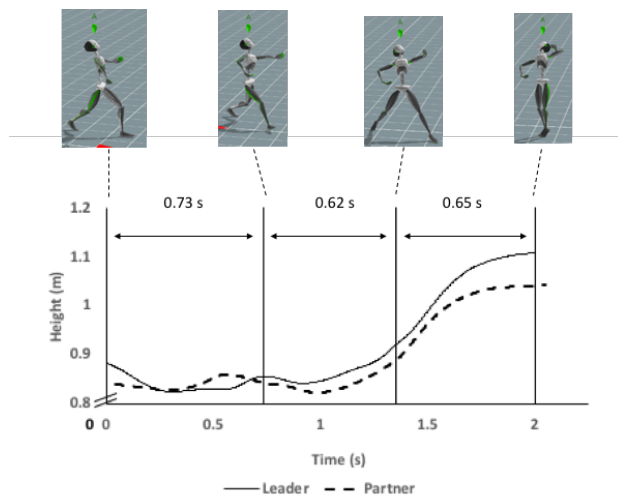 0.73 s 0.62 s 0.65 s
1.2
1.1
1
0.9
0.8
Height (m)
0 0 0.5 1 1.5 2
Time (s)
Leader Partner